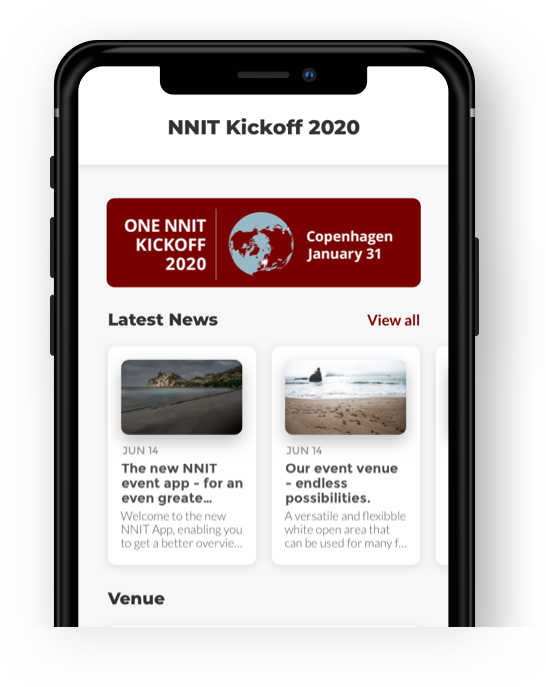 NNIT Kickoff 2020
ONE NNIT
KICKOFF
2020
Copenhagen
January 31
Latest News
View all
JUN 14
The new NNIT
event app - for an
even greate...
Welcome to the new
NNIT App, enabling you
to get a better overvie...
JUN 14
Our event venue
- endless
possibilities.
A versatile and flexibble
white open area that
can be used for many f...
Venue